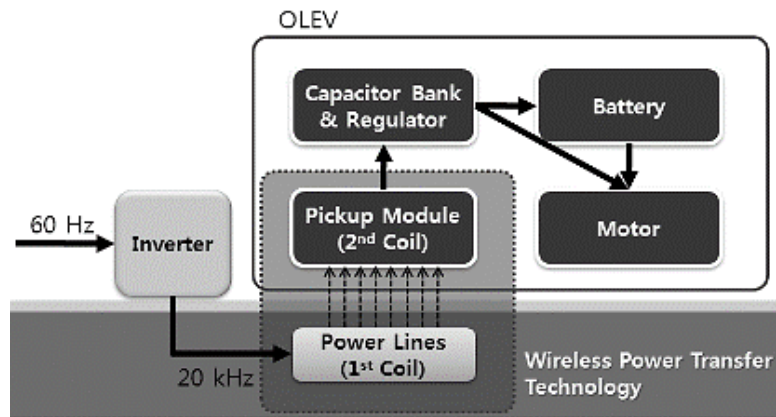 OLEV
Capacitor Bank
& Regulator
Battery
60 Hz
Inverter
Pickup Module
(2nd Coil)
Motor
Power Lines
(1st Coil)
20 kHz
Wireless Power Transfer
Technology